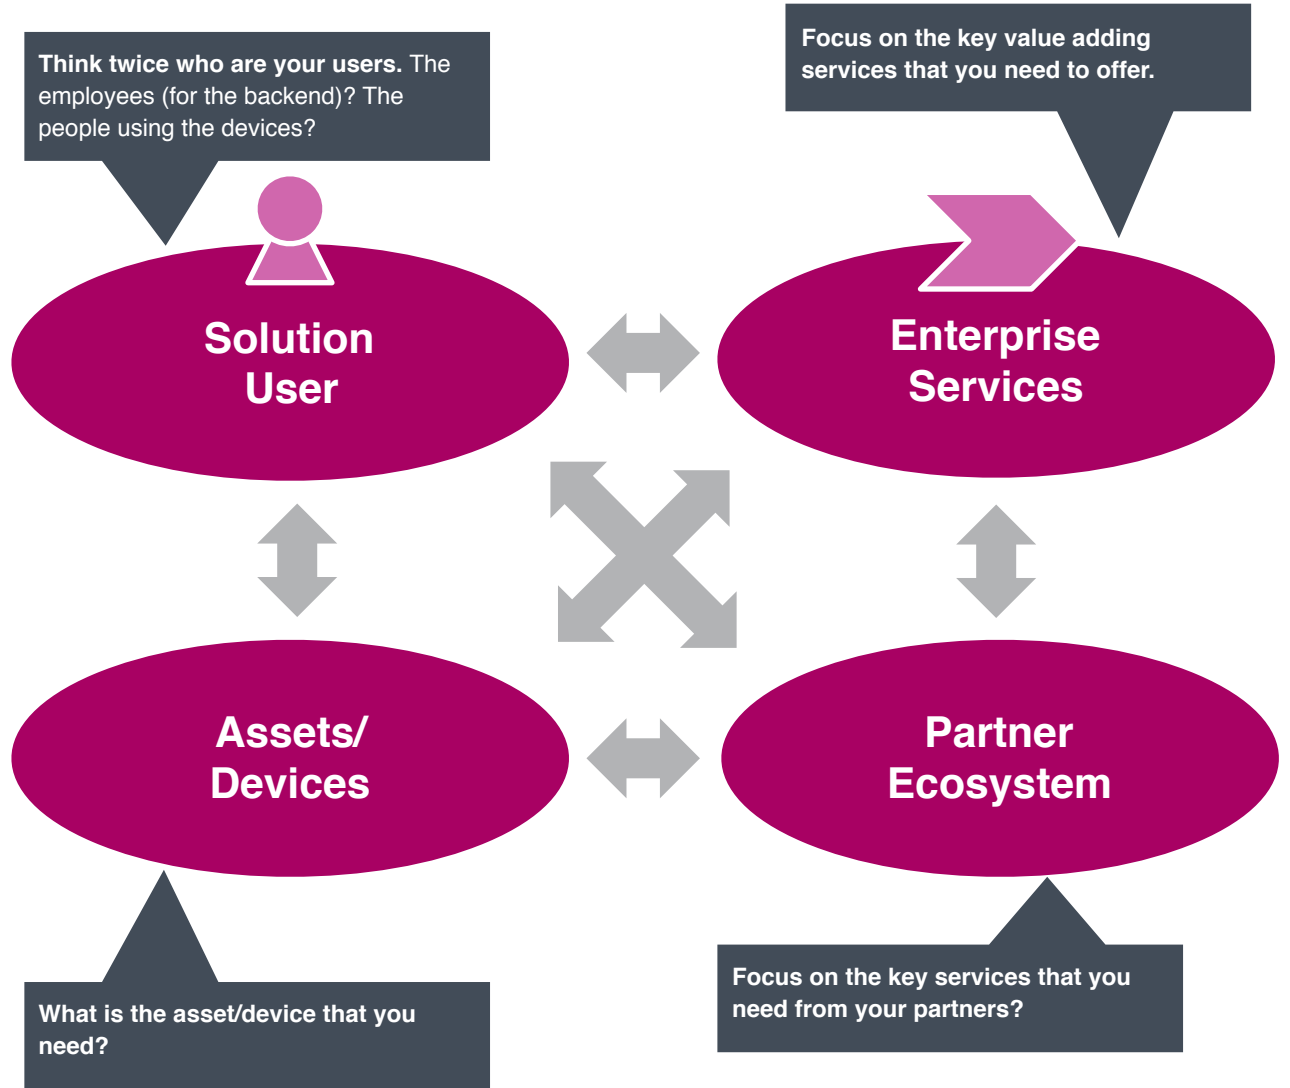 Think twice who are your users. The
employees (for the backend)? The
people using the devices?
Focus on the key value adding
services that you need to offer.
Solution
User
Enterprise
Services
Assets/
Devices
Partner
Ecosystem
What is the asset/device that you
need?
Focus on the key services that you
need from your partners?